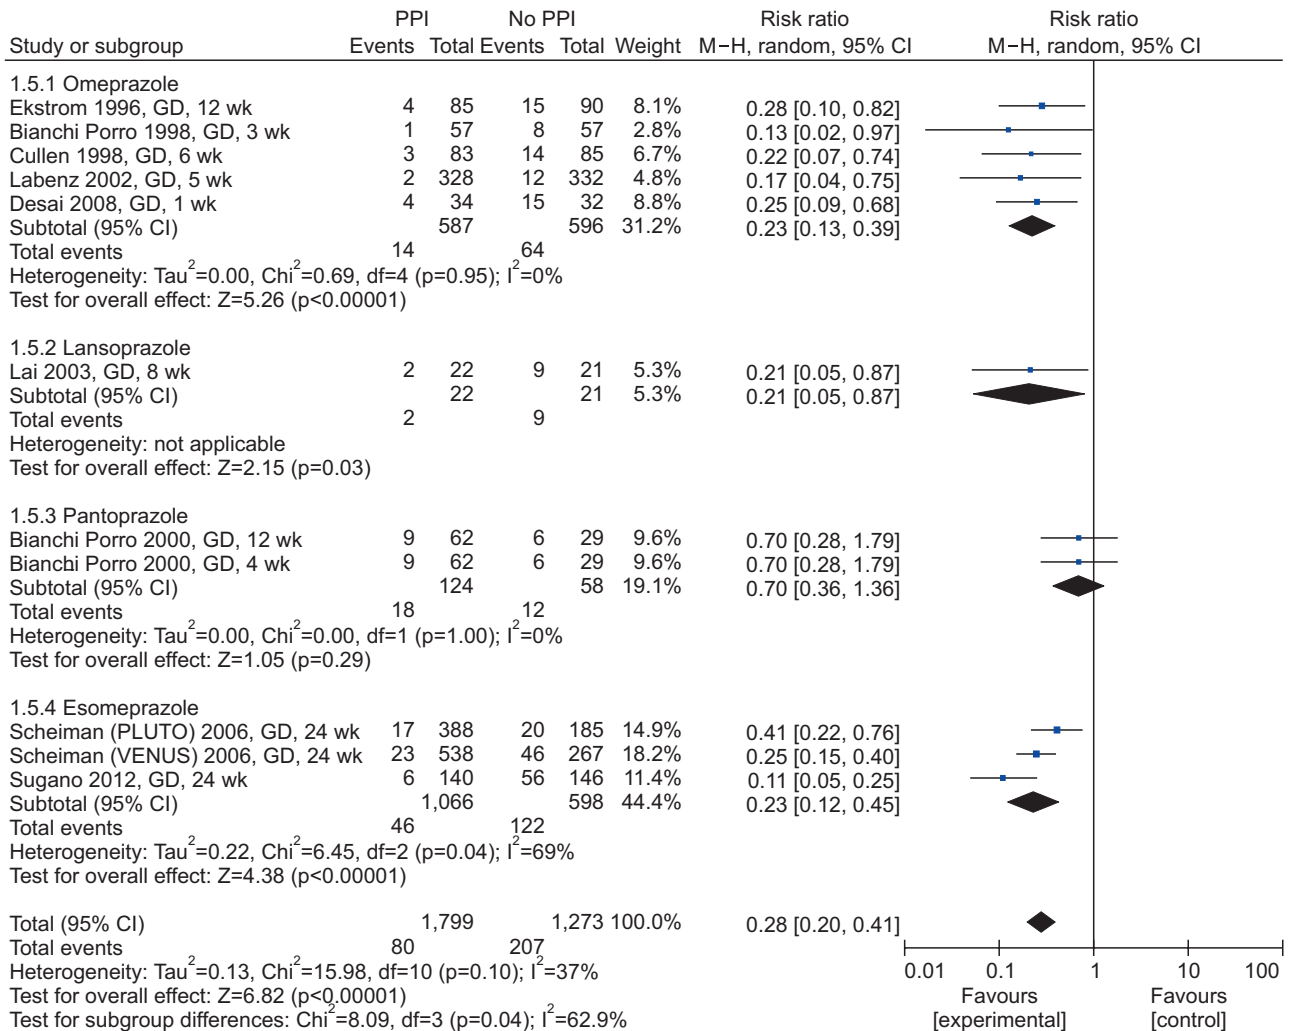 PPI No PPI Risk ratio Risk ratio
Study or subgroup Events Total Events Total Weight M−H, random, 95% CI M−H, random, 95% CI
1.5.1 Omeprazole
Ekstrom 1996, GD, 12 wk 4 85 15 90 8.1% 0.28 [0.10, 0.82]
Bianchi Porro 1998, GD, 3 wk 1 57 8 57 2.8% 0.13 [0.02, 0.97]
Cullen 1998, GD, 6 wk 3 83 14 85 6.7% 0.22 [0.07, 0.74]
Labenz 2002, GD, 5 wk 2 328 12 332 4.8% 0.17 [0.04, 0.75]
Desai 2008, GD, 1 wk 4 34 15 32 8.8% 0.25 [0.09, 0.68]
Subtotal (95% CI) 587 596 31.2% 0.23 [0.13, 0.39]
Total events 14 64
Heterogeneity: Tau²=0.00, Chi²=0.69, df=4 (p=0.95); I²=0%
Test for overall effect: Z=5.26 (p<0.00001)
1.5.2 Lansoprazole
Lai 2003, GD, 8 wk 2 22 9 21 5.3% 0.21 [0.05, 0.87]
Subtotal (95% CI) 22 21 5.3% 0.21 [0.05, 0.87]
Total events 2 9
Heterogeneity: not applicable
Test for overall effect: Z=2.15 (p=0.03)
1.5.3 Pantoprazole
Bianchi Porro 2000, GD, 12 wk 9 62 6 29 9.6% 0.70 [0.28, 1.79]
Bianchi Porro 2000, GD, 4 wk 9 62 6 29 9.6% 0.70 [0.28, 1.79]
Subtotal (95% CI) 124 58 19.1% 0.70 [0.36, 1.36]
Total events 18 12
Heterogeneity: Tau²=0.00, Chi²=0.00, df=1 (p=1.00); I²=0%
Test for overall effect: Z=1.05 (p=0.29)
1.5.4 Esomeprazole
Scheiman (PLUTO) 2006, GD, 24 wk 17 388 20 185 14.9% 0.41 [0.22, 0.76]
Scheiman (VENUS) 2006, GD, 24 wk 23 538 46 267 18.2% 0.25 [0.15, 0.40]
Sugano 2012, GD, 24 wk 6 140 56 146 11.4% 0.11 [0.05, 0.25]
Subtotal (95% CI) 1,066 598 44.4% 0.23 [0.12, 0.45]
Total events 46 122
Heterogeneity: Tau²=0.22, Chi²=6.45, df=2 (p=0.04); I²=69%
Test for overall effect: Z=4.38 (p<0.00001)
Total (95% CI) 1,799 1,273 100.0% 0.28 [0.20, 0.41]
Total events 80 207
Heterogeneity: Tau²=0.13, Chi²=15.98, df=10 (p=0.10); I²=37%
Test for overall effect: Z=6.82 (p<0.00001)
Test for subgroup differences: Chi²=8.09, df=3 (p=0.04); I²=62.9%
0.01 0.1 1 10 100
Favours Favours
[experimental] [control]